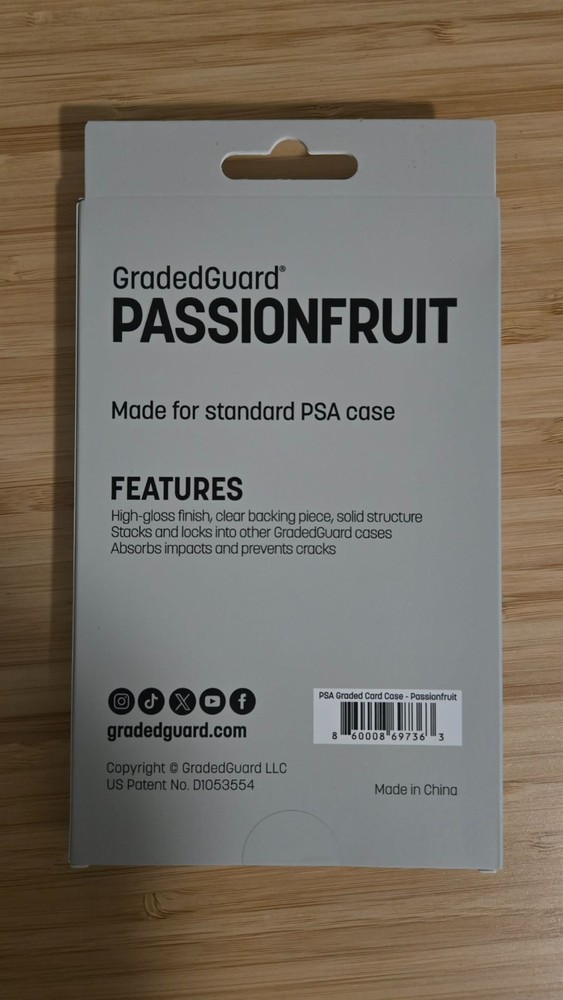 GradedGuard®
PASSIONFRUIT
Made for standard PSA case
FEATURES
High-gloss finish, clear backing piece, solid structure
Stacks and locks into other GradedGuard cases
Absorbs impacts and prevents cracks
gradedguard.com
PSA Graded Card Case - Passionfruit
8 60008 69736 3
Copyright © GradedGuard LLC
US Patent No. D1053554
Made in China